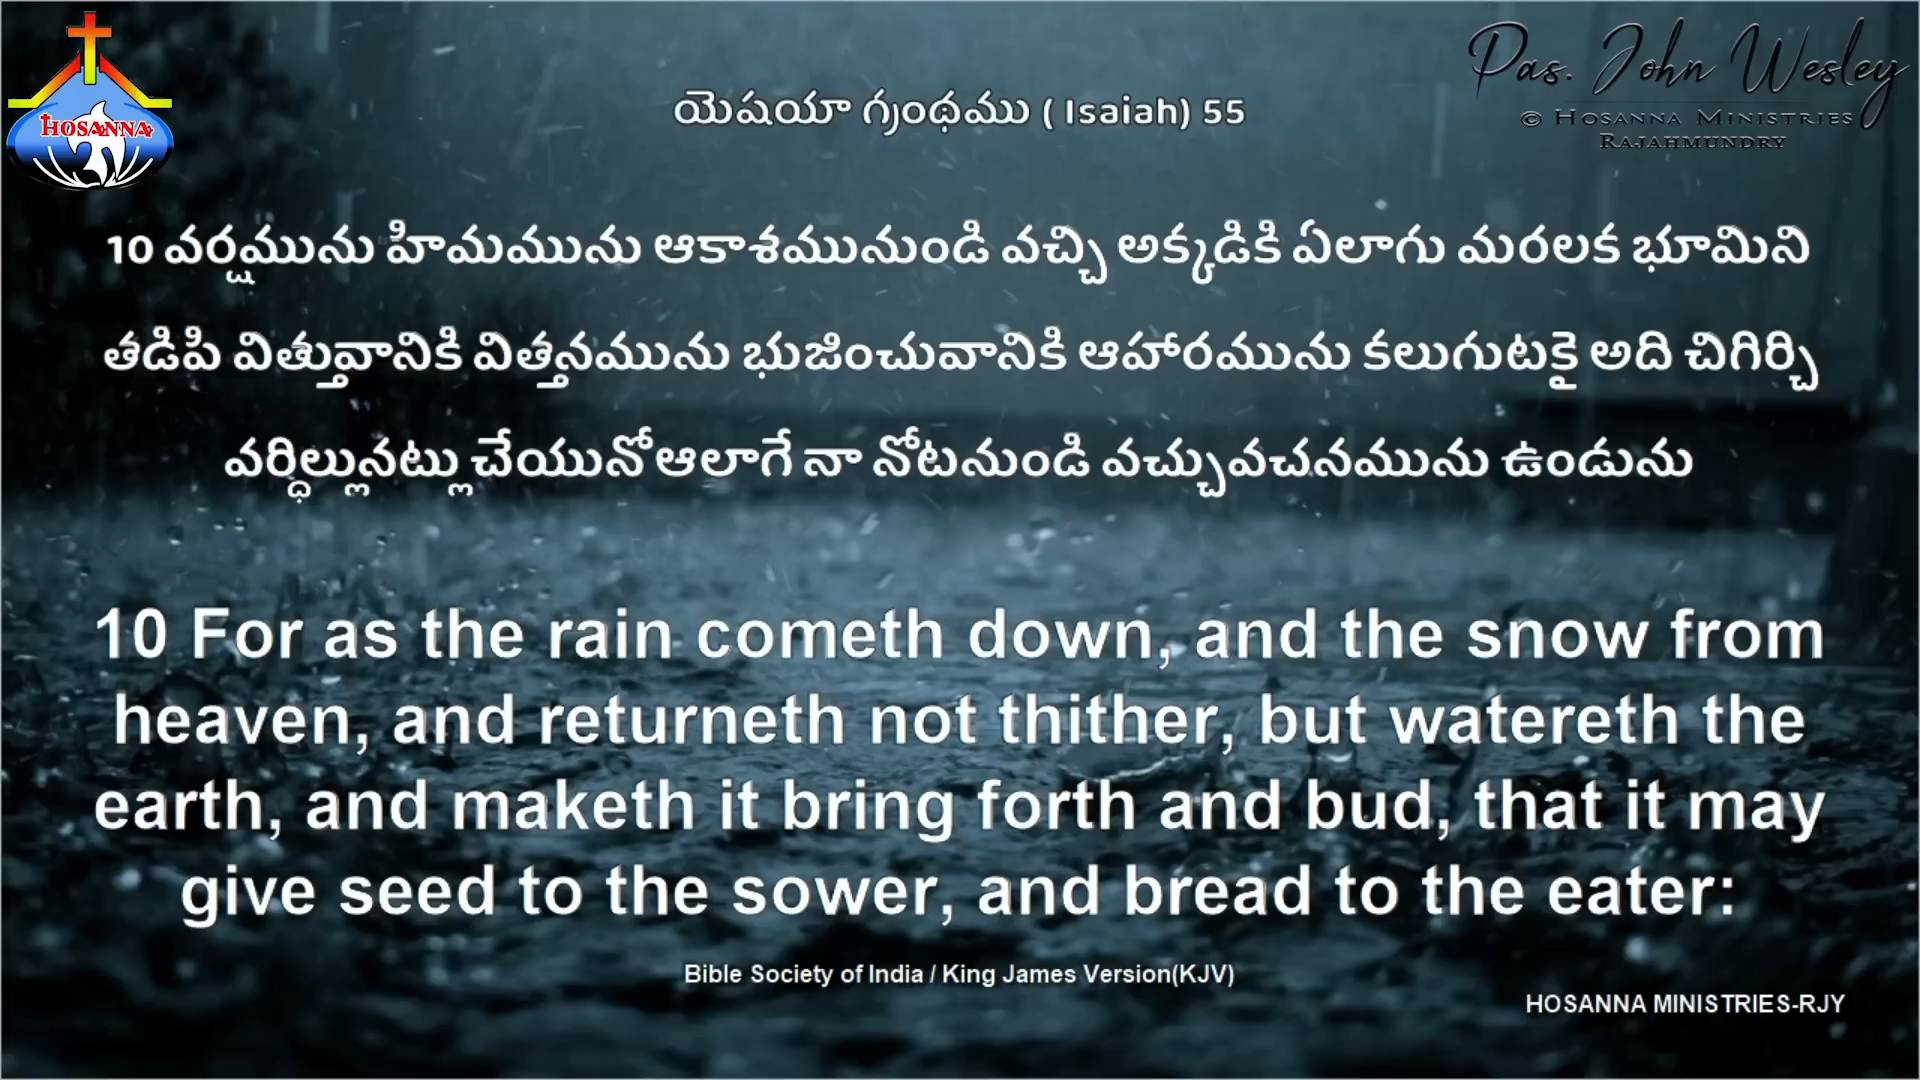 HOSANNA
Pas. John Wesley
© HOSANNA MINISTRIES
RAJAHMUNDRY
యెషయా గ్రంథము ( Isaiah) 55
10 వర్షమును హిమమును ఆకాశమునుండి వచ్చి అక్కడికి ఏలాగు మరలక భూమిని
తడిపి విత్తువానికి విత్తనమును భుజించువానికి ఆహారమును కలుగుటకై అది చిగిర్చి
వర్ధిల్లునట్లు చేయునోఆలాగే నా నోటనుండి వచ్చువచనమును ఉండును
10 For as the rain cometh down, and the snow from
heaven, and returneth not thither, but watereth the
earth, and maketh it bring forth and bud, that it may
give seed to the sower, and bread to the eater:
Bible Society of India / King James Version(KJV)
HOSANNA MINISTRIES-RJY